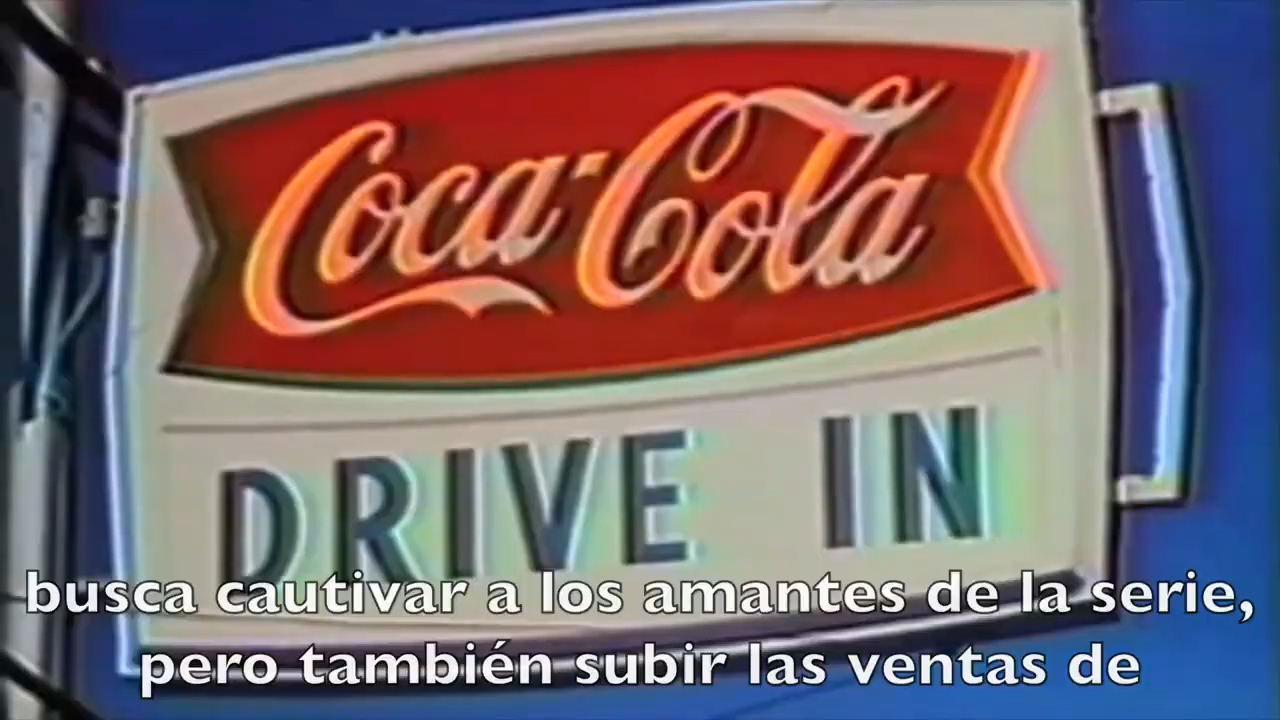 Coca-Cola
DRIVE IN
busca cautivar a los amantes de la serie,
pero también subir las ventas de